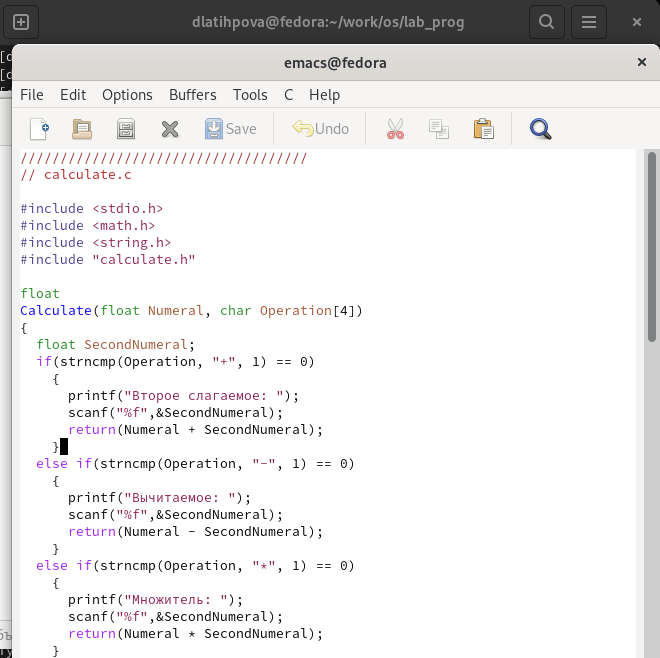 dlatihpova@fedora:~/work/os/lab_prog
emacs@fedora
File Edit Options Buffers Tools C Help
Save Undo
////////////////////////////////////
// calculate.c
#include <stdio.h>
#include <math.h>
#include <string.h>
#include "calculate.h"
float
Calculate(float Numeral, char Operation[4])
{
float SecondNumeral;
if(strncmp(Operation, "+", 1) == 0)
{
printf("Второе слагаемое: ");
scanf("%f",&SecondNumeral);
return(Numeral + SecondNumeral);
}
else if(strncmp(Operation, "-", 1) == 0)
{
printf("Вычитаемое: ");
scanf("%f",&SecondNumeral);
return(Numeral - SecondNumeral);
}
else if(strncmp(Operation, "*", 1) == 0)
{
printf("Множитель: ");
scanf("%f",&SecondNumeral);
return(Numeral * SecondNumeral);
}